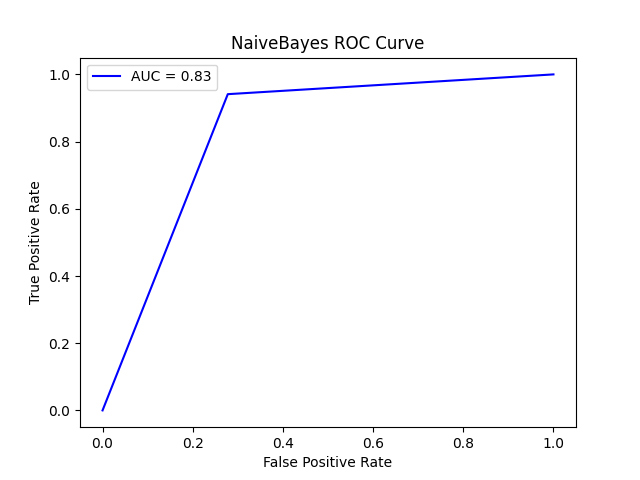 NaiveBayes ROC Curve
AUC = 0.83
True Positive Rate
1.0
0.8
0.6
0.4
0.2
0.0
0.0 0.2 0.4 0.6 0.8 1.0
False Positive Rate